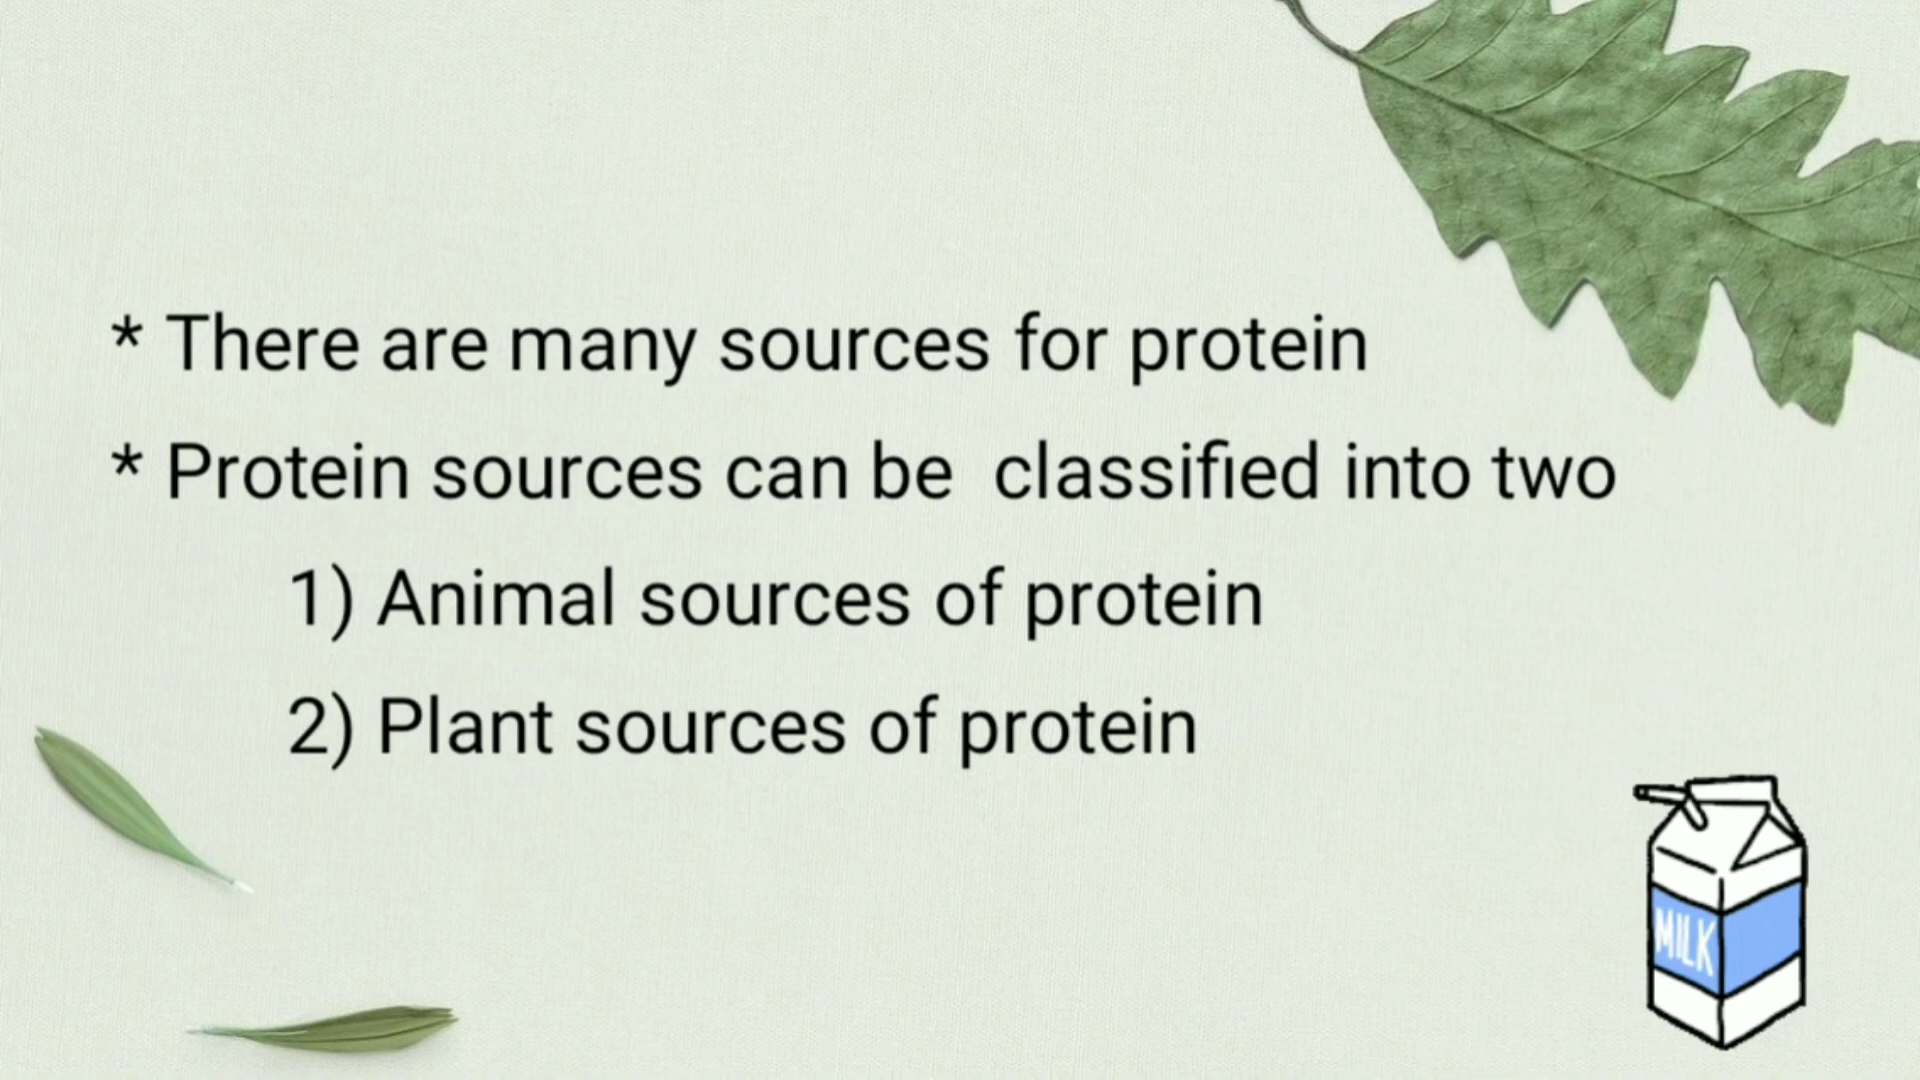 * There are many sources for protein
* Protein sources can be  classified into two
1) Animal sources of protein
2) Plant sources of protein
MILK